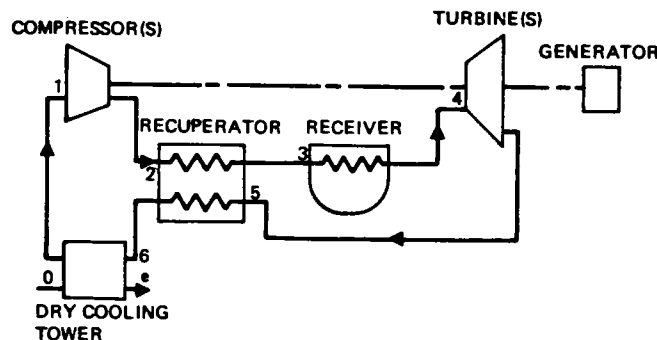 COMPRESSOR(S)
TURBINE(S)
GENERATOR
1
4
RECUPERATOR
RECEIVER
2
3
5
6
0
e
DRY COOLING
TOWER